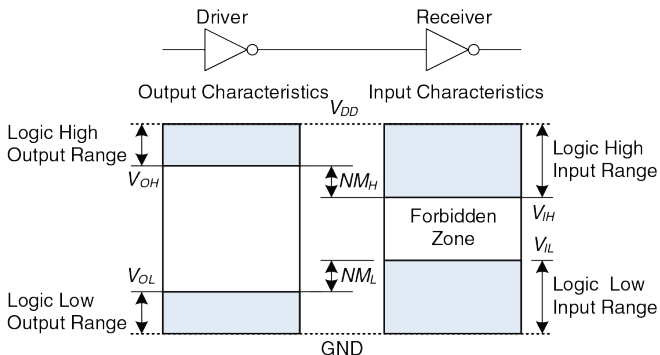 Driver
Receiver
Output Characteristics
Input Characteristics
VDD
Logic High
Output Range
VOH
NMH
Logic High
Input Range
Forbidden
Zone
VIH
VIL
VOL
NML
Logic Low
Output Range
Logic Low
Input Range
GND